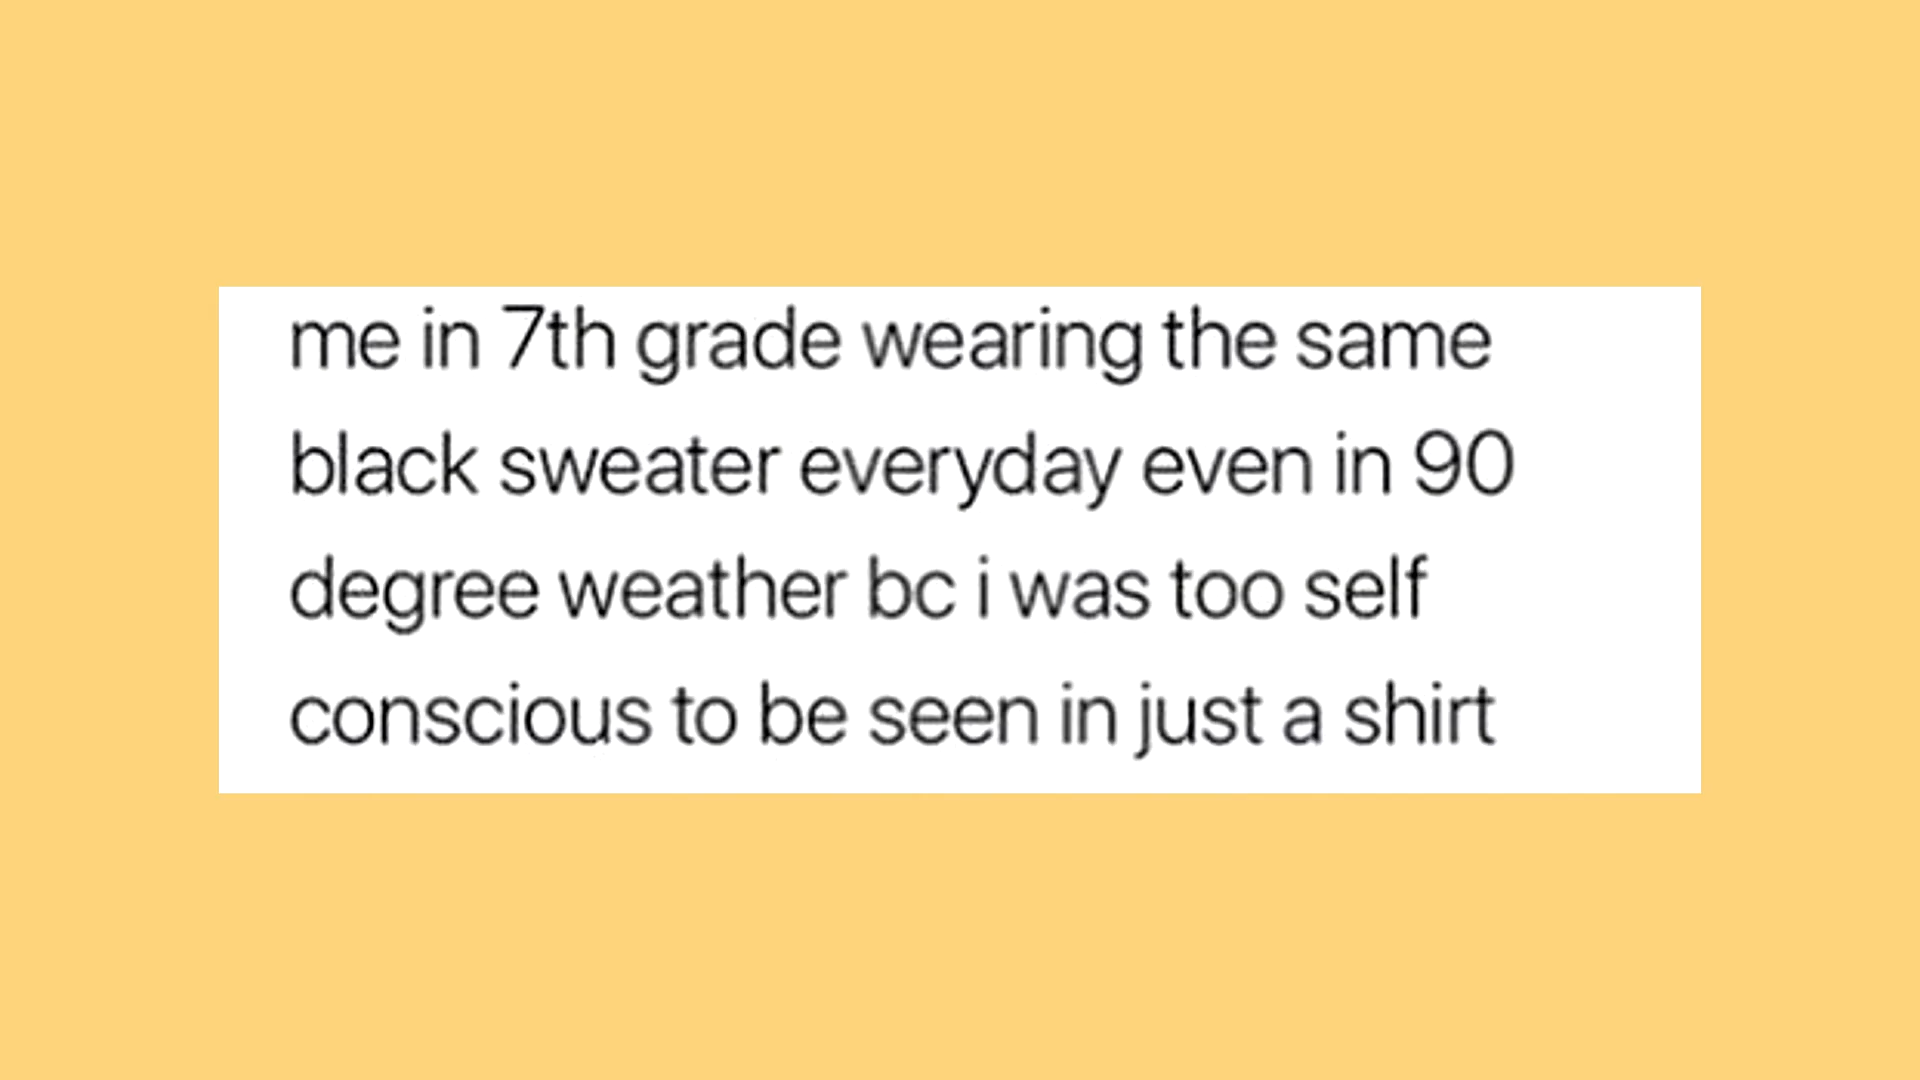 me in 7th grade wearing the same
black sweater everyday even in 90
degree weather bc i was too self
conscious to be seen in just a shirt